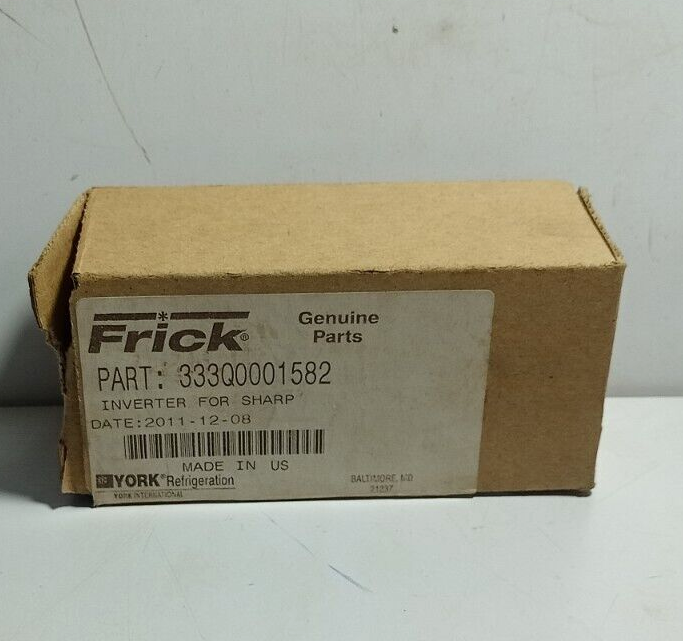 Frick®
Genuine
Parts
PART: 333Q0001582
INVERTER FOR SHARP
DATE:2011-12-08
MADE IN US
YORK® Refrigeration
YORK INTERNATIONAL
BALTIMORE, MD
21237